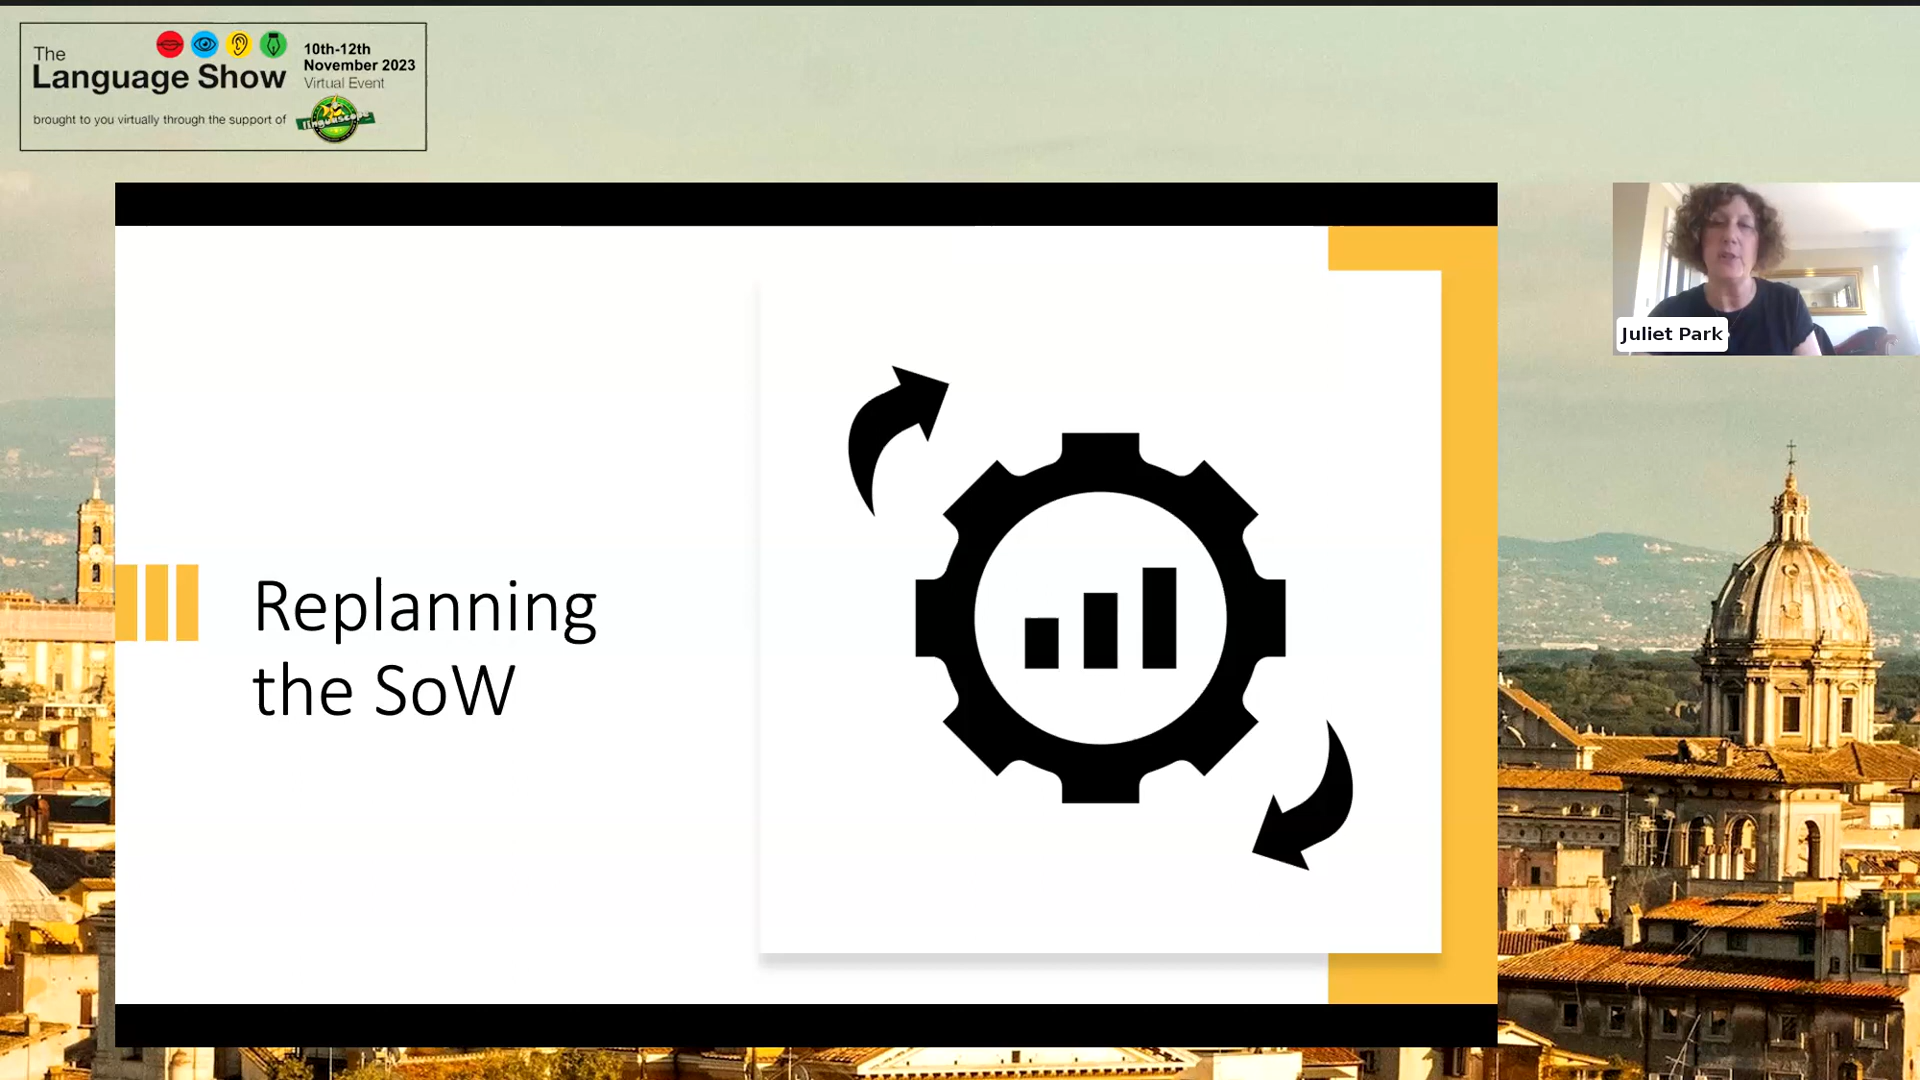 The
Language Show
10th-12th
November 2023
Virtual Event
brought to you virtually through the support of
linguascope
Replanning
the SoW
Juliet Park